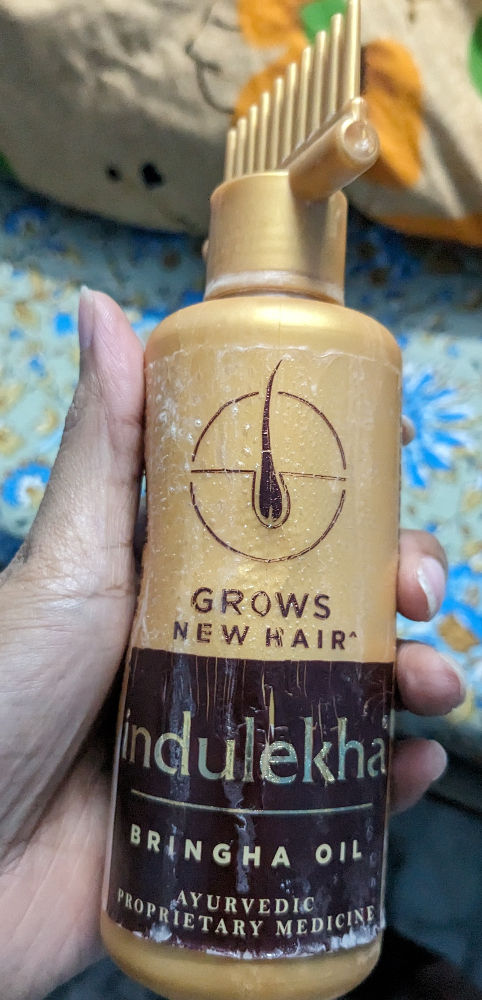 GROWS
NEW HAIR^
indulekha
BRINGHA OIL
AYURVEDIC
PROPRIETARY MEDICINE